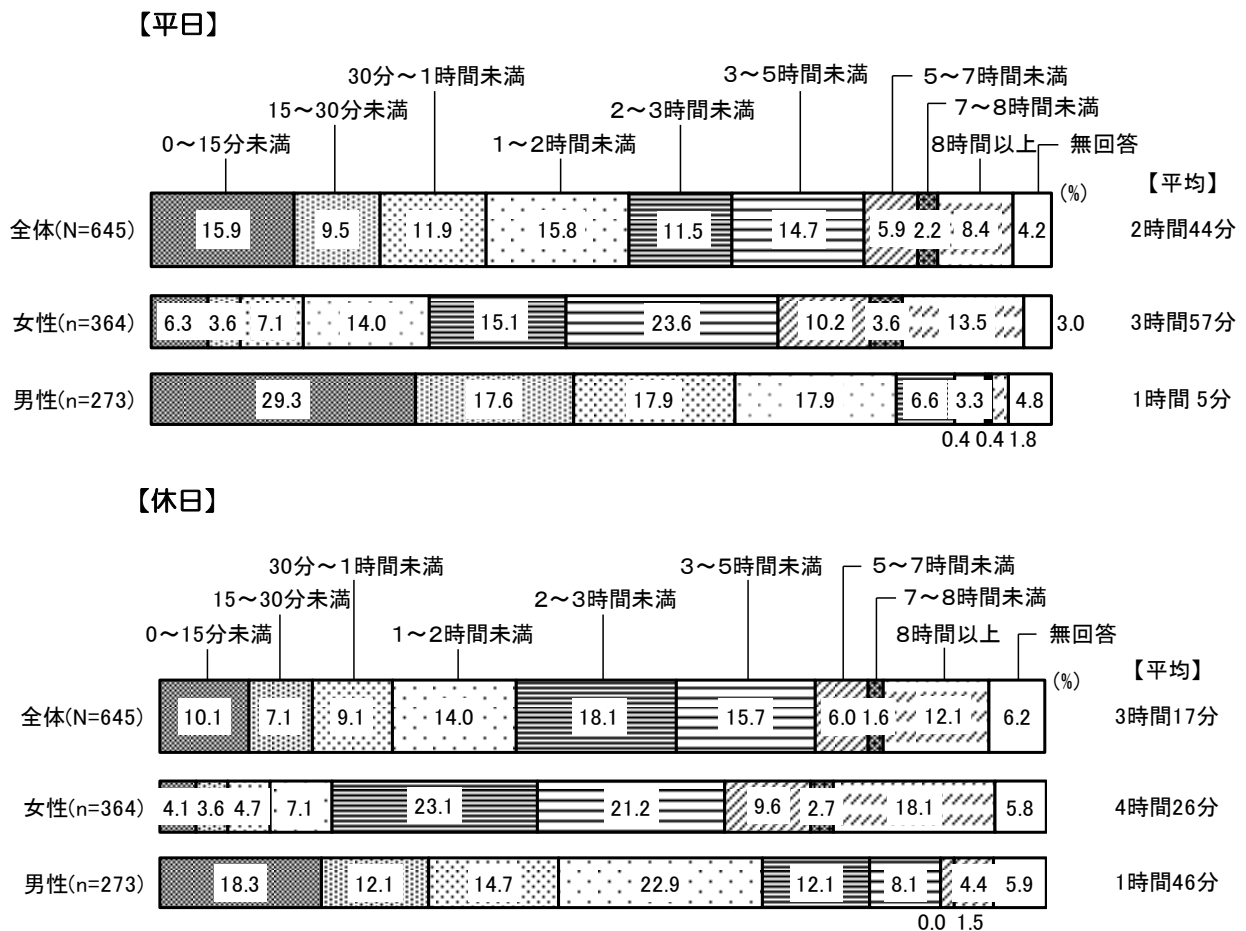 【平日】
30分～1時間未満
3～5時間未満
5～7時間未満
15～30分未満
2～3時間未満
7～8時間未満
0～15分未満
1～2時間未満
8時間以上
無回答
(%)
【平均】
全体(N=645) 15.9 9.5 11.9 15.8 11.5 14.7 5.9 2.2 8.4 4.2 2時間44分
女性(n=364) 6.3 3.6 7.1 14.0 15.1 23.6 10.2 3.6 13.5 3.0 3時間57分
男性(n=273) 29.3 17.6 17.9 17.9 6.6 3.3 4.8 1時間 5分
0.4 0.4 1.8
【休日】
30分～1時間未満
3～5時間未満
5～7時間未満
15～30分未満
2～3時間未満
7～8時間未満
0～15分未満
1～2時間未満
8時間以上
無回答
(%)
【平均】
全体(N=645) 10.1 7.1 9.1 14.0 18.1 15.7 6.0 1.6 12.1 6.2 3時間17分
女性(n=364) 4.1 3.6 4.7 7.1 23.1 21.2 9.6 2.7 18.1 5.8 4時間26分
男性(n=273) 18.3 12.1 14.7 22.9 12.1 8.1 4.4 5.9 1時間46分
0.0 1.5